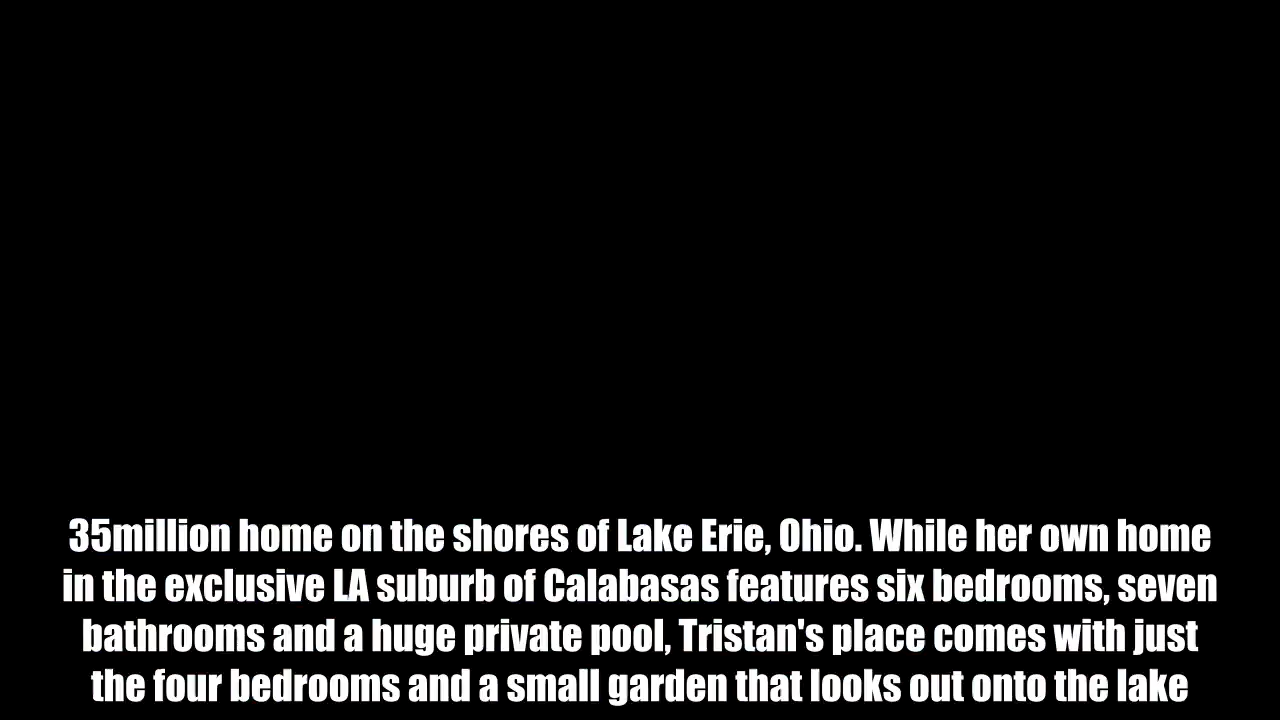 35million home on the shores of Lake Erie, Ohio. While her own home
in the exclusive LA suburb of Calabasas features six bedrooms, seven
bathrooms and a huge private pool, Tristan's place comes with just
the four bedrooms and a small garden that looks out onto the lake